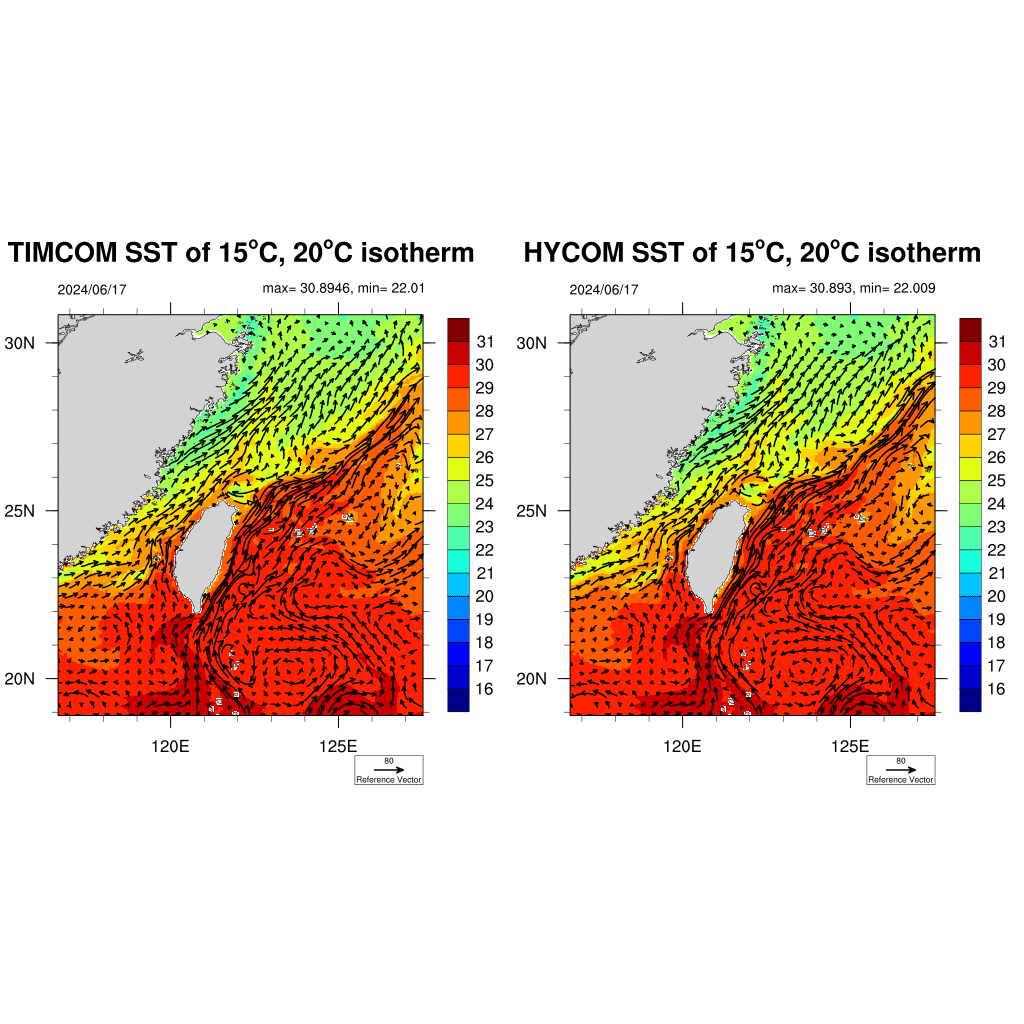 TIMCOM SST of 15°C, 20°C isotherm
2024/06/17
max= 30.8946, min= 22.01
30N
25N
20N
120E
125E
31
30
29
28
27
26
25
24
23
22
21
20
19
18
17
16
80
Reference Vector
HYCOM SST of 15°C, 20°C isotherm
2024/06/17
max= 30.893, min= 22.009
30N
25N
20N
120E
125E
31
30
29
28
27
26
25
24
23
22
21
20
19
18
17
16
80
Reference Vector